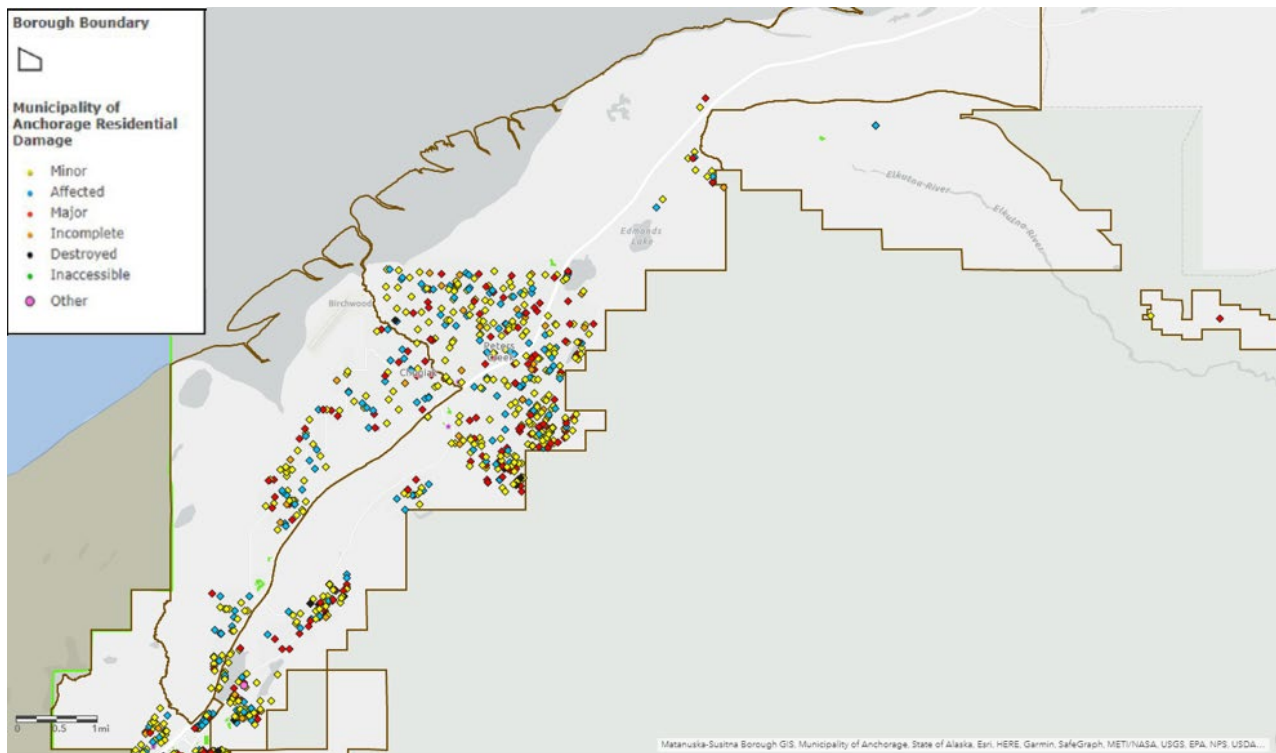 Borough Boundary
Municipality of
Anchorage Residential
Damage
Minor
Affected
Major
Incomplete
Destroyed
Inaccessible
Other
Elkutna-River
Elkutna-River
Edmonds
Lake
Birchwood
Peters
Creek
Chugiak
0 0.5 1mi
Matanuska-Susitna Borough GIS, Municipality of Anchorage, State of Alaska, Esri, HERE, Garmin, SafeGraph, METI/NASA, USGS, EPA, NPS, USDA...